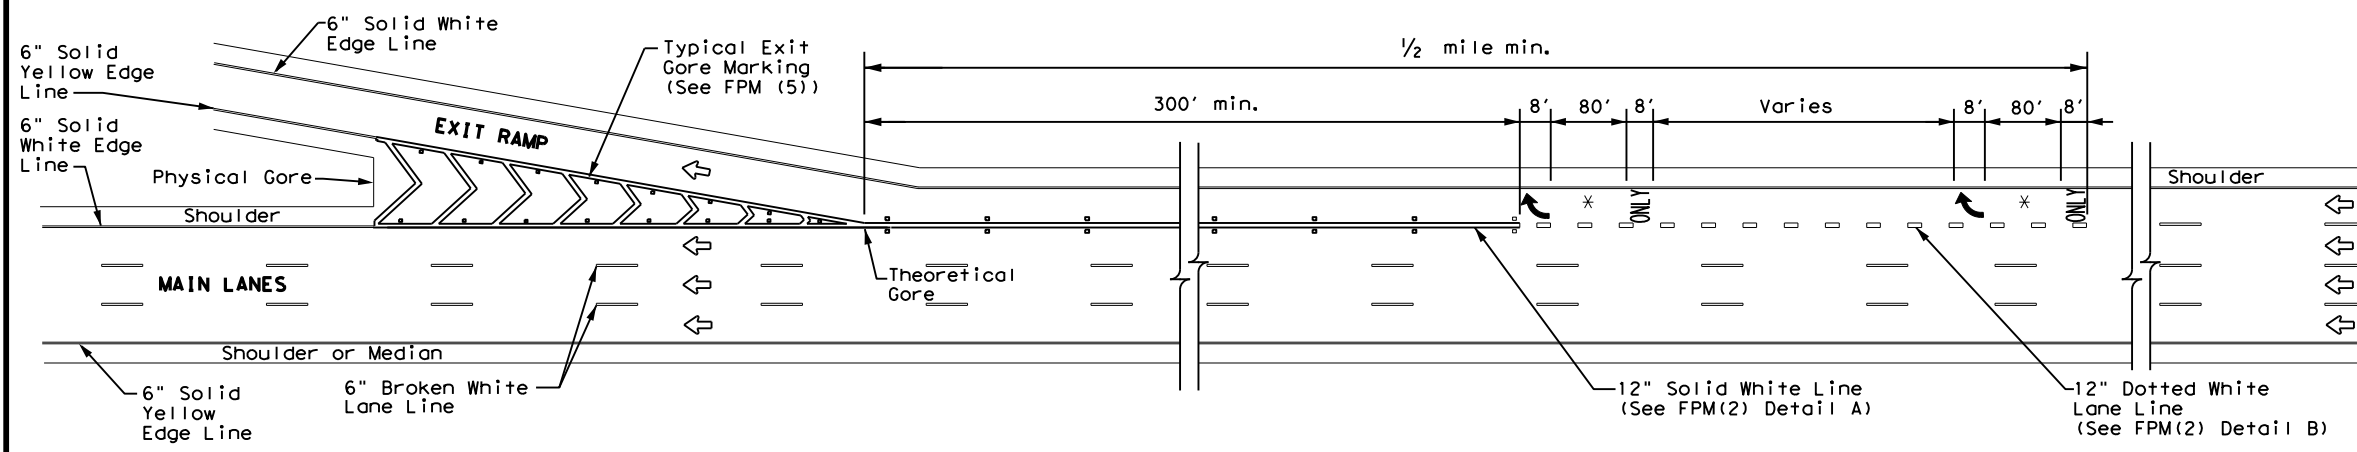 6" Solid White
Edge Line
6" Solid
Yellow Edge
Line
Typical Exit
Gore Marking
(See FPM (5))
1/2 mile min.
300' min.
8'
80'
8'
Varies
8'
80'
8'
6" Solid
White Edge
Line
EXIT RAMP
Physical Gore
Shoulder
Shoulder
*
ONLY
*
ONLY
MAIN LANES
Theoretical
Gore
Shoulder or Median
6" Solid
Yellow
Edge Line
6" Broken White
Lane Line
12" Solid White Line
(See FPM(2) Detail A)
12" Dotted White
Lane Line
(See FPM(2) Detail B)